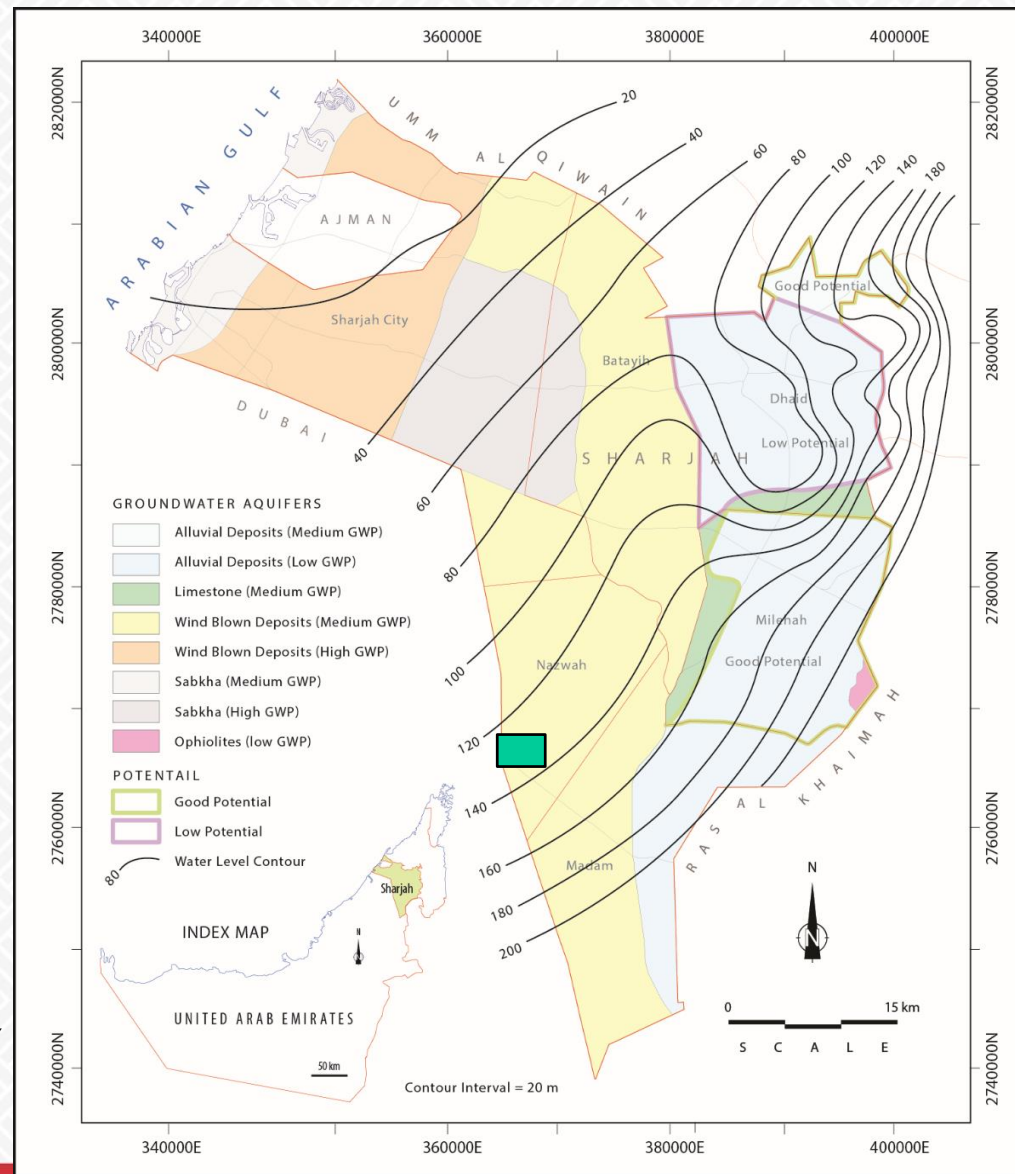 340000E
360000E
380000E
400000E
2820000N
2820000N
ARABIAN GULF
UMM AL QIWAIN
20
40
60
80
100
120
140
180
AJMAN
Good Potential
Sharjah City
2800000N
2800000N
Batayih
Dhaid
DUBAI
40
Low Potential
SHARJAH
60
GROUNDWATER AQUIFERS
Alluvial Deposits (Medium GWP)
Alluvial Deposits (Low GWP)
Limestone (Medium GWP)
Wind Blown Deposits (Medium GWP)
Wind Blown Deposits (High GWP)
Sabkha (Medium GWP)
Sabkha (High GWP)
Ophiolites (low GWP)
POTENTAIL
Good Potential
Low Potential
80
Water Level Contour
80
2780000N
2780000N
Milehah
100
Nazwah
Good Potential
120
140
RAS AL KHAIMAH
2760000N
2760000N
160
Madam
180
200
Sharjah
INDEX MAP
N
N
N
UNITED ARAB EMIRATES
50 km
0
15 km
SCALE
Contour Interval = 20 m
2740000N
2740000N
340000E
360000E
380000E
400000E